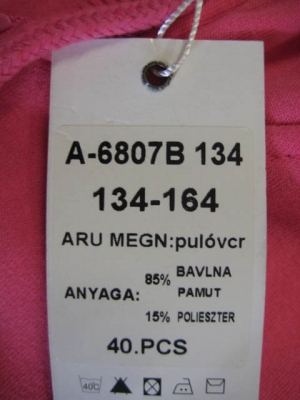 A-6807B 134
134-164
ARU MEGN:pulóvcr
85% BAVLNA
ANYAGA: PAMUT
15% POLIESZTER
40.PCS
40C